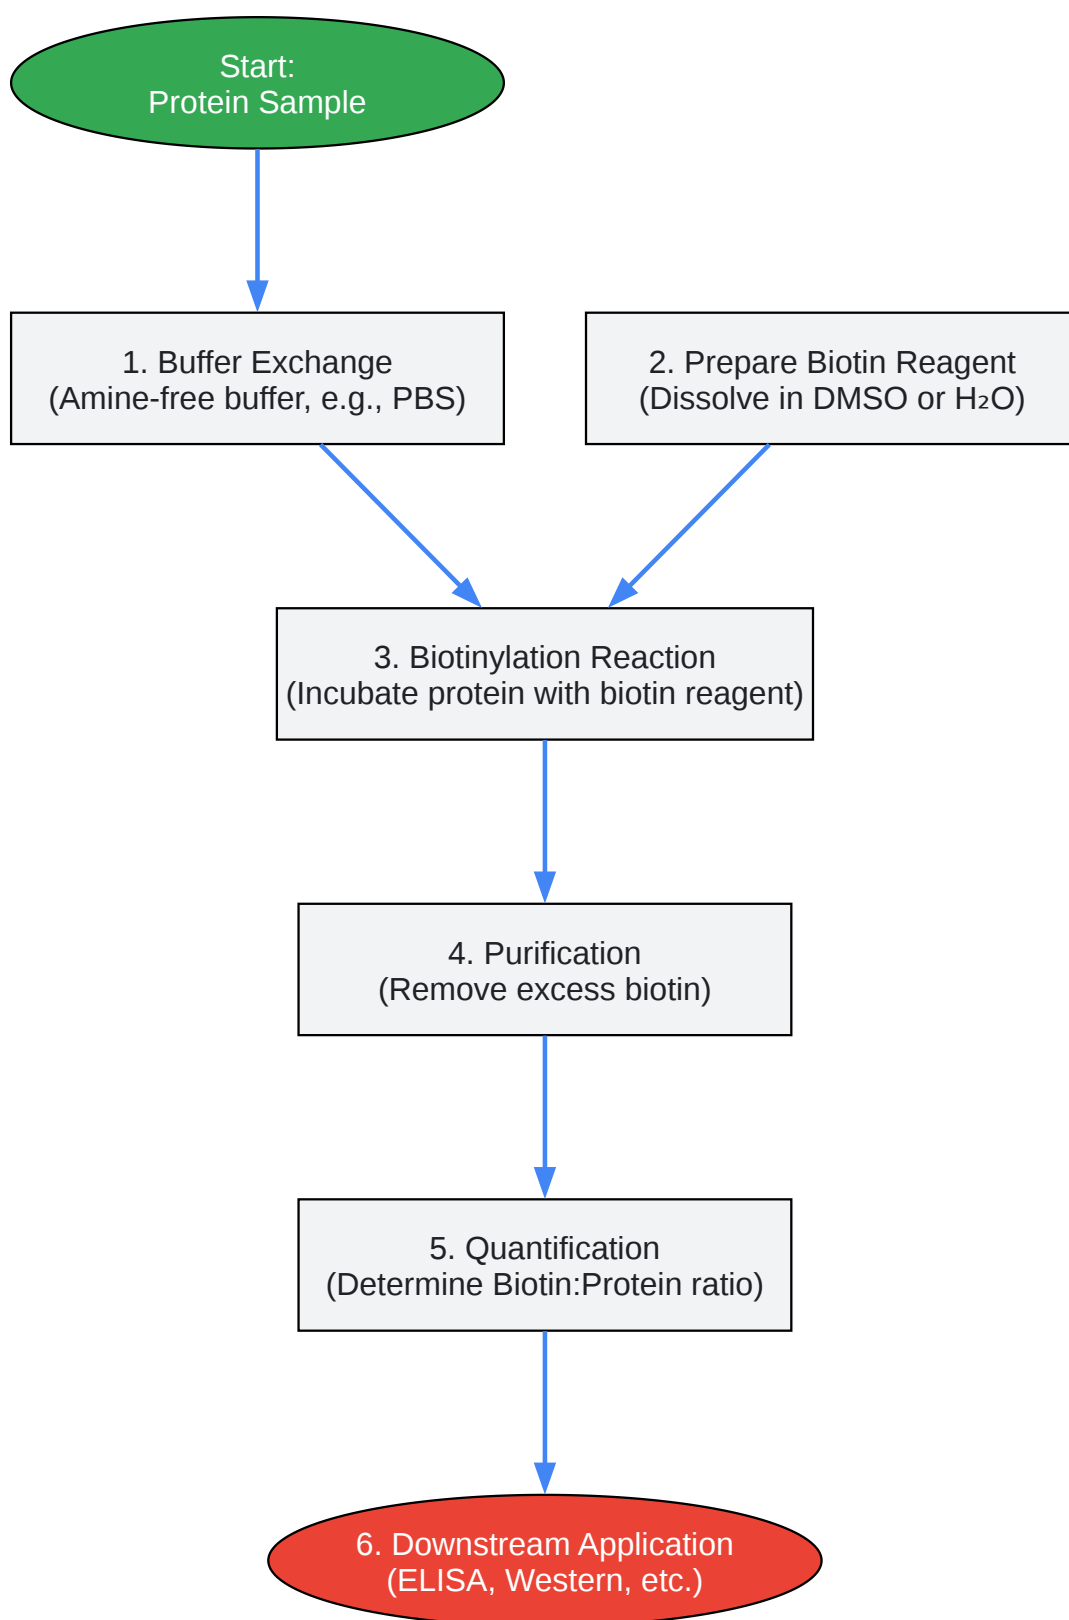 Start:
Protein Sample
1. Buffer Exchange
(Amine-free buffer, e.g., PBS)
2. Prepare Biotin Reagent
(Dissolve in DMSO or H₂O)
3. Biotinylation Reaction
(Incubate protein with biotin reagent)
4. Purification
(Remove excess biotin)
5. Quantification
(Determine Biotin:Protein ratio)
6. Downstream Application
(ELISA, Western, etc.)